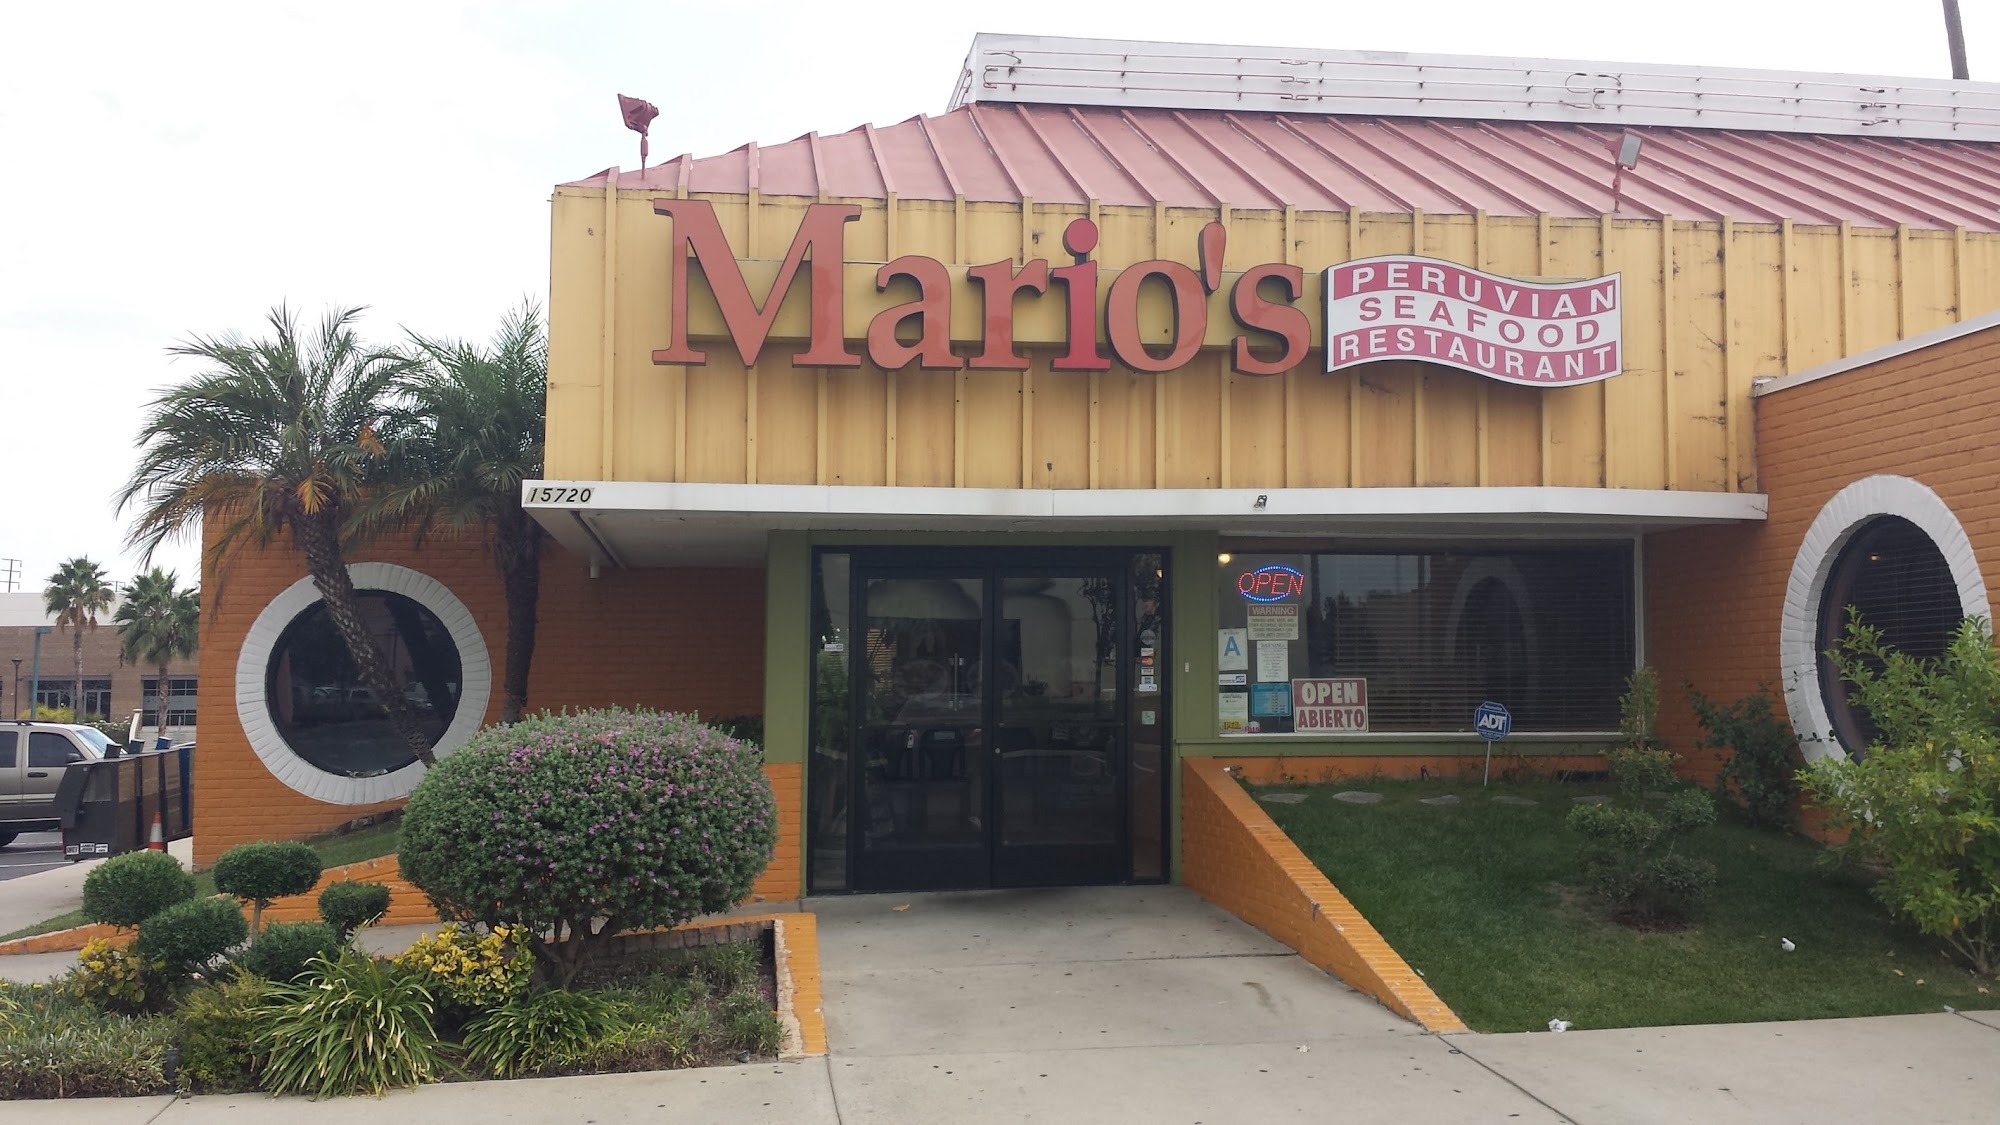 Mario's
PERUVIAN
SEAFOOD
RESTAURANT
15720
OPEN
WARNING
A
OPEN
ABIERTO
ADT